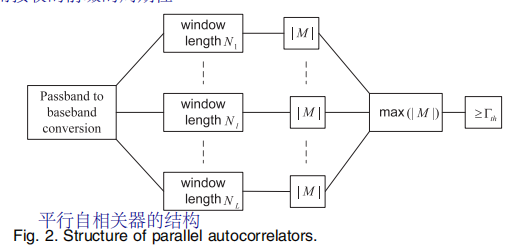 window
length N₁
|M|
Passband to
baseband
conversion
window
length Nₗ
|M|
max(|M|)
≥Γₜₕ
window
length N_L
|M|
平行自相关器的结构
Fig. 2. Structure of parallel autocorrelators.